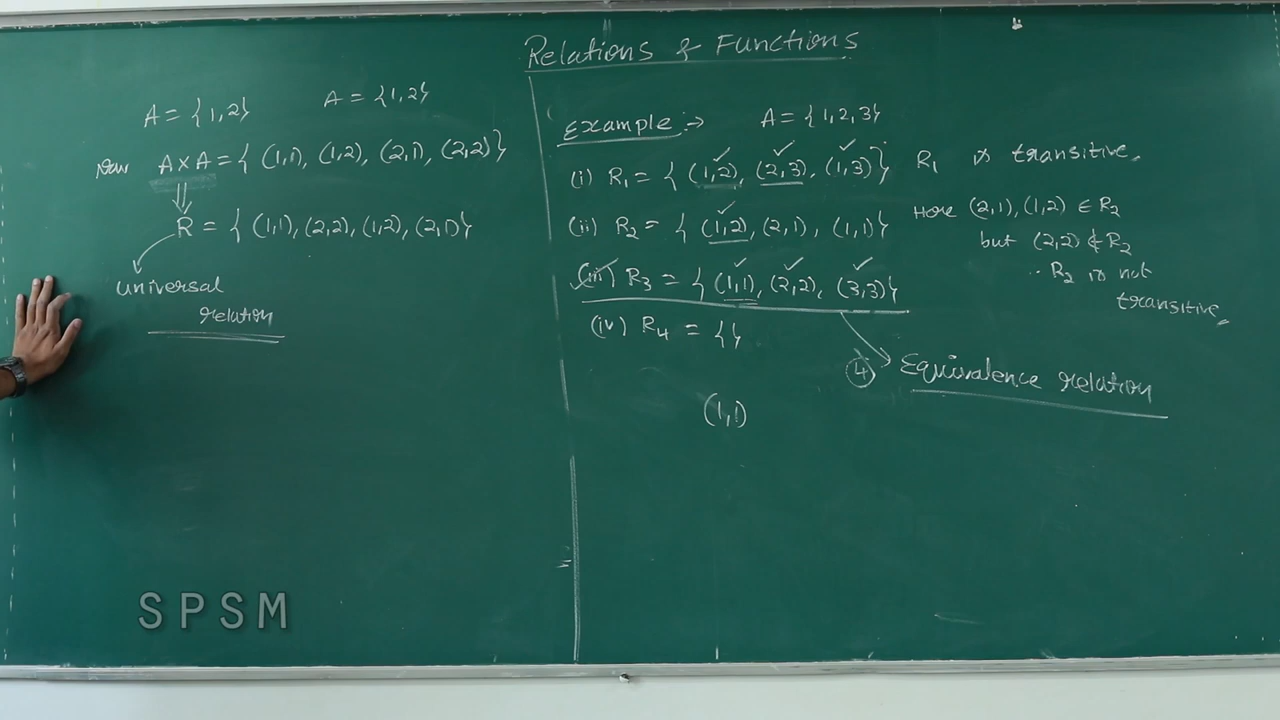 Relations & Functions
A = {1,2} A = {1,2}
Now A×A = { (1,1), (1,2), (2,1), (2,2)}
⇓
R = { (1,1), (2,2), (1,2), (2,1)}
universal
relation
Example :→ A = {1,2,3}
(i) R₁ = { (1,2), (2,3), (1,3)} R₁ is transitive.
(ii) R₂ = { (1,2), (2,1), (1,1)} Here (2,1), (1,2) ∈ R₂
but (2,2) ∉ R₂
∴ R₂ is not
transitive
(iii) R₃ = { (1,1), (2,2), (3,3)}
(iv) R₄ = { }
④ Equivalence relation
(1,1)
SPSM